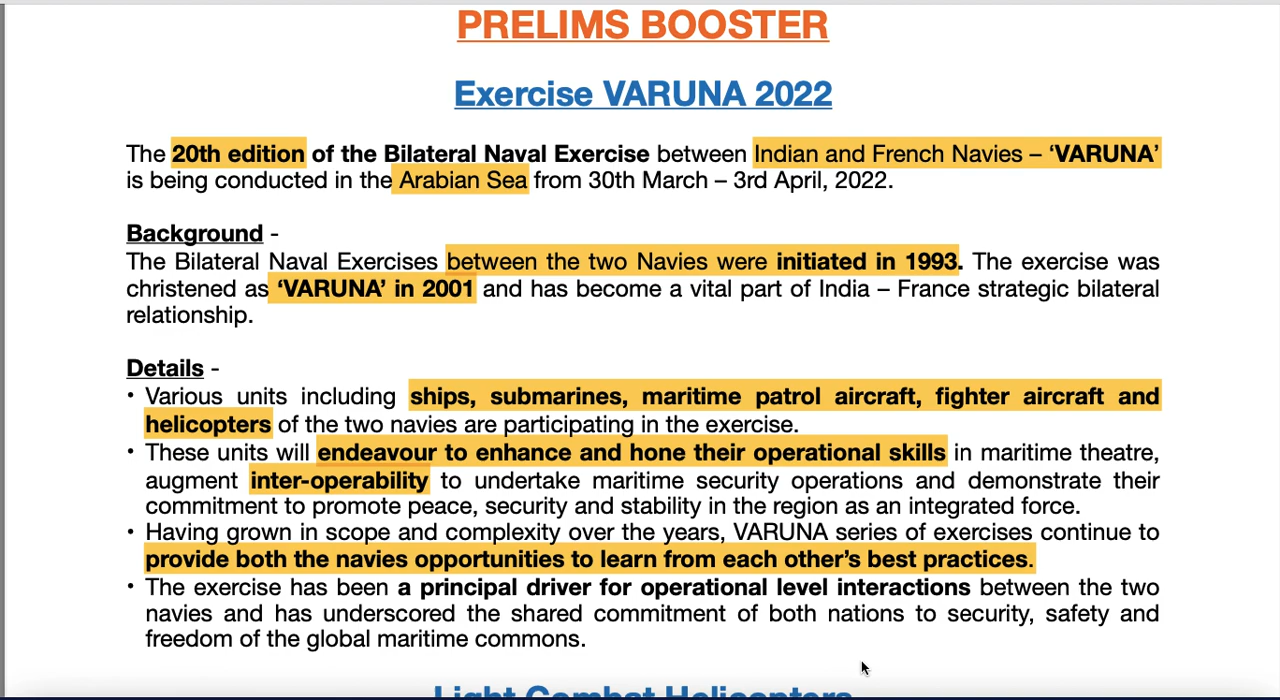 PRELIMS BOOSTER
Exercise VARUNA 2022
The 20th edition of the Bilateral Naval Exercise between Indian and French Navies – ‘VARUNA’
is being conducted in the Arabian Sea from 30th March – 3rd April, 2022.
Background -
The Bilateral Naval Exercises between the two Navies were initiated in 1993. The exercise was
christened as ‘VARUNA’ in 2001 and has become a vital part of India – France strategic bilateral
relationship.
Details -
• Various units including ships, submarines, maritime patrol aircraft, fighter aircraft and
helicopters of the two navies are participating in the exercise.
• These units will endeavour to enhance and hone their operational skills in maritime theatre,
augment inter-operability to undertake maritime security operations and demonstrate their
commitment to promote peace, security and stability in the region as an integrated force.
• Having grown in scope and complexity over the years, VARUNA series of exercises continue to
provide both the navies opportunities to learn from each other’s best practices.
• The exercise has been a principal driver for operational level interactions between the two
navies and has underscored the shared commitment of both nations to security, safety and
freedom of the global maritime commons.
Light Combat Helicopters